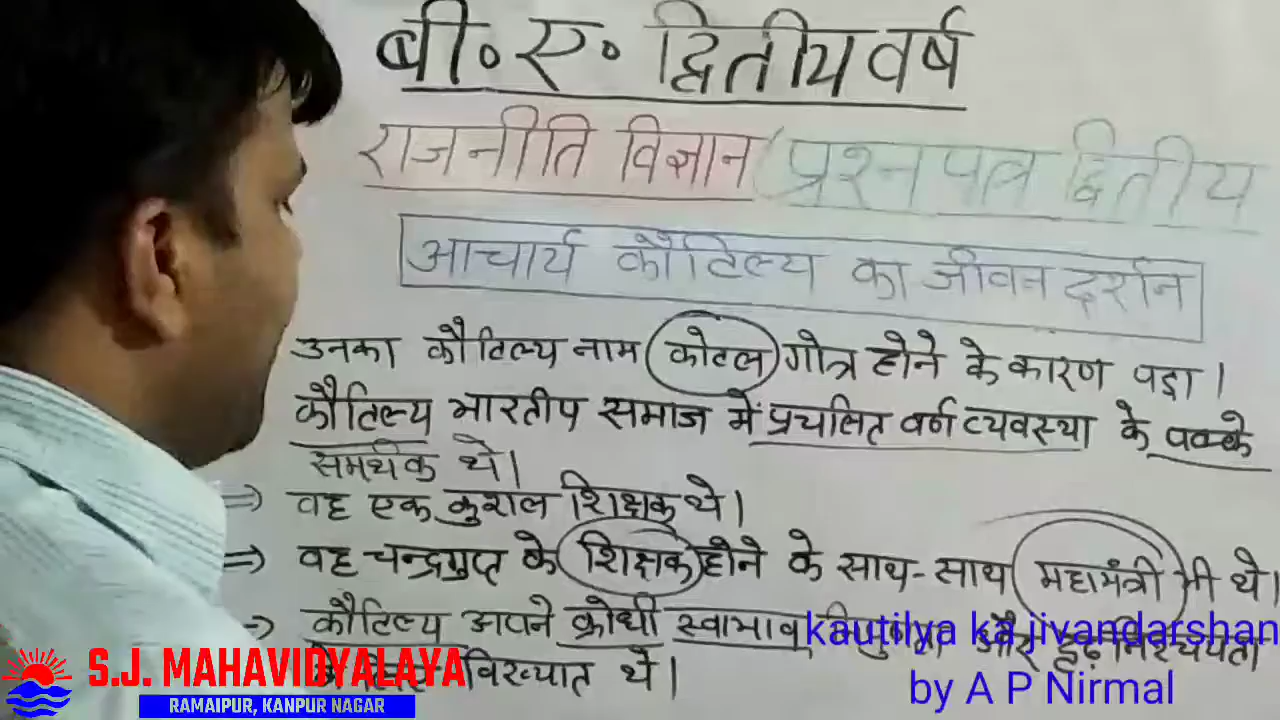 बी॰ए॰ द्वितीय वर्ष
राजनीति विज्ञान/प्रश्न पत्र द्वितीय
आचार्य कौटिल्य का जीवन दर्शन
उनका कौटिल्य नाम कोटल गोत्र होने के कारण पड़ा।
कौटिल्य भारतीय समाज में प्रचलित वर्ण व्यवस्था के पक्के
समर्थक थे।
⇒ वह एक कुशल शिक्षक थे।
⇒ वह चन्द्रगुप्त के शिक्षक होने के साथ-साथ महामंत्री भी थे।
⇒ कौटिल्य अपने क्रोधी स्वाभाव और दृढ़ निश्चयता
विख्यात थे।
kautilya ka jivandarshan
by A P Nirmal
S.J. MAHAVIDYALAYA
RAMAIPUR, KANPUR NAGAR